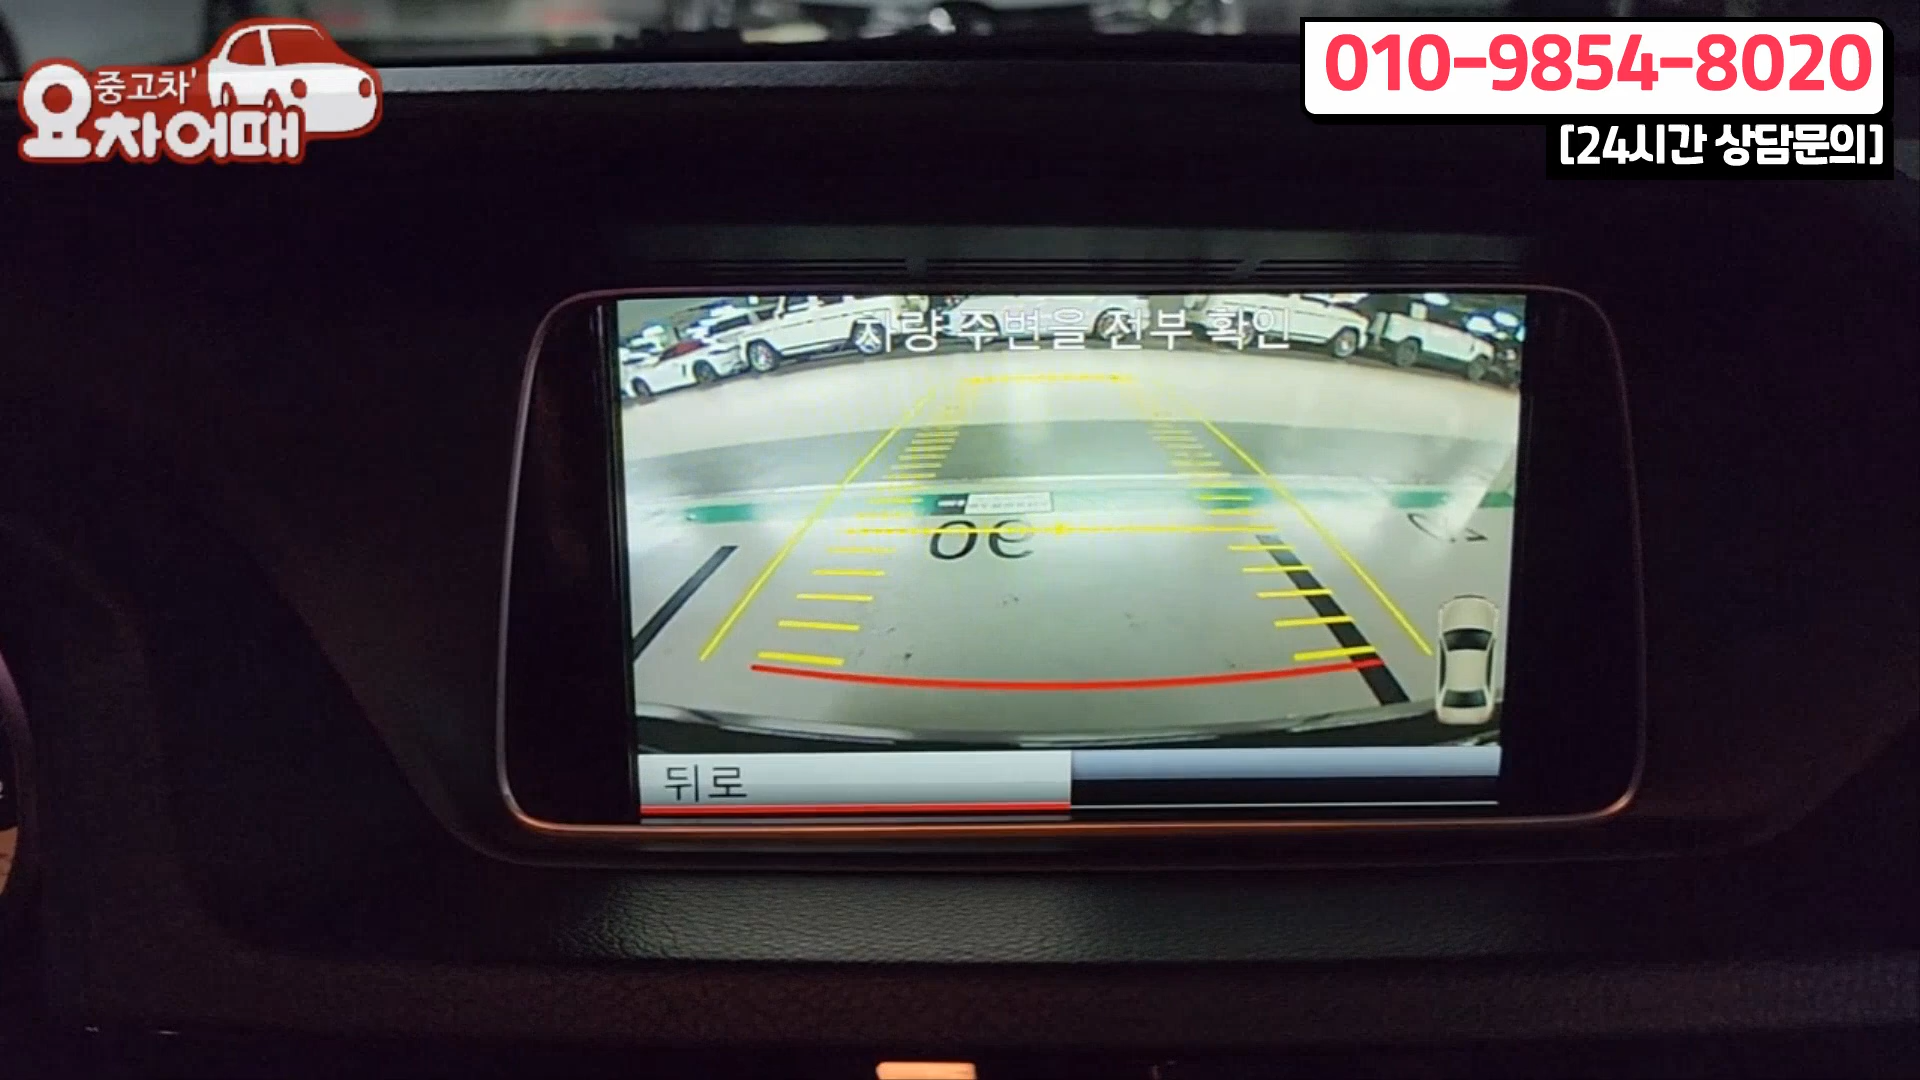 중고차'
요차어때
010-9854-8020
[24시간 상담문의]
차량 주변을 전부 확인
뒤로